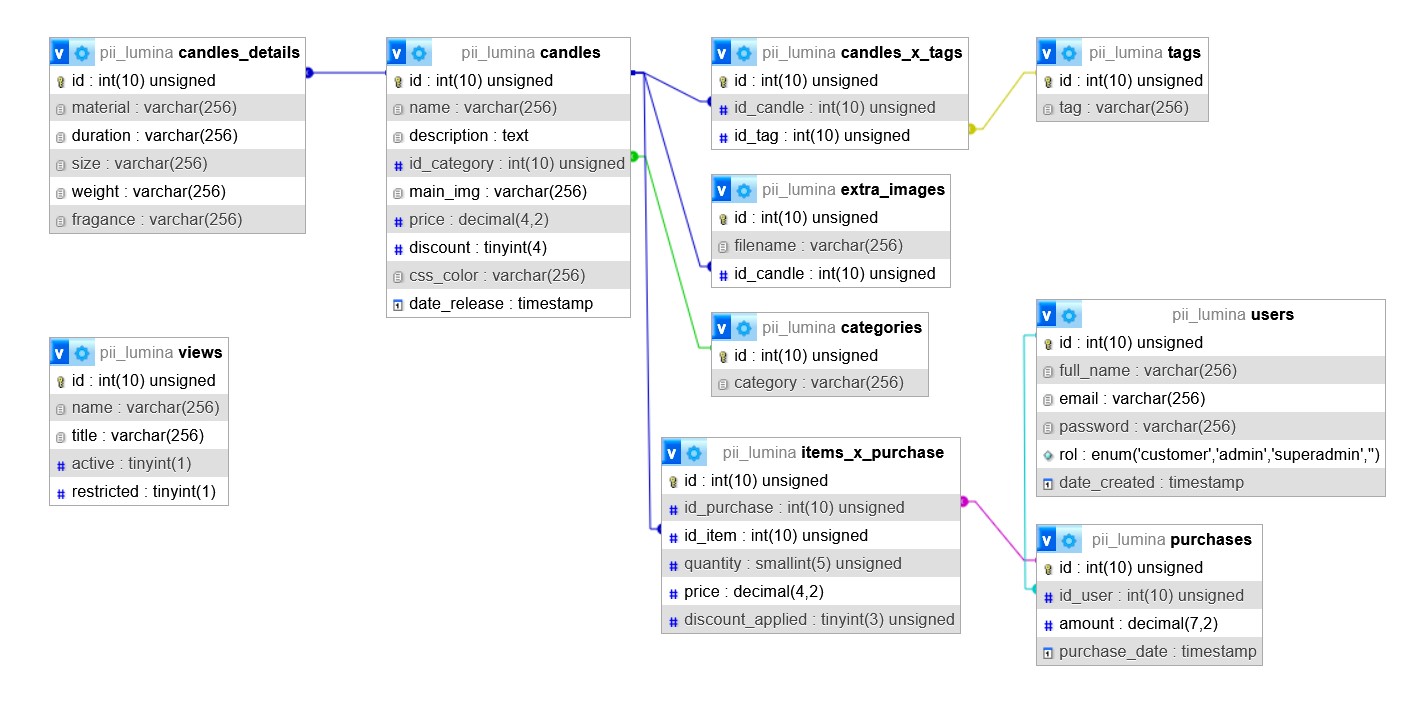 v pii_lumina candles_details
id : int(10) unsigned
material : varchar(256)
duration : varchar(256)
size : varchar(256)
weight : varchar(256)
fragance : varchar(256)
v pii_lumina candles
id : int(10) unsigned
name : varchar(256)
description : text
# id_category : int(10) unsigned
main_img : varchar(256)
# price : decimal(4,2)
# discount : tinyint(4)
css_color : varchar(256)
date_release : timestamp
v pii_lumina candles_x_tags
id : int(10) unsigned
# id_candle : int(10) unsigned
# id_tag : int(10) unsigned
v pii_lumina tags
id : int(10) unsigned
tag : varchar(256)
v pii_lumina extra_images
id : int(10) unsigned
filename : varchar(256)
# id_candle : int(10) unsigned
v pii_lumina categories
id : int(10) unsigned
category : varchar(256)
v pii_lumina views
id : int(10) unsigned
name : varchar(256)
title : varchar(256)
# active : tinyint(1)
# restricted : tinyint(1)
v pii_lumina items_x_purchase
id : int(10) unsigned
# id_purchase : int(10) unsigned
# id_item : int(10) unsigned
# quantity : smallint(5) unsigned
# price : decimal(4,2)
# discount_applied : tinyint(3) unsigned
v pii_lumina users
id : int(10) unsigned
full_name : varchar(256)
email : varchar(256)
password : varchar(256)
rol : enum('customer','admin','superadmin','')
date_created : timestamp
v pii_lumina purchases
id : int(10) unsigned
# id_user : int(10) unsigned
# amount : decimal(7,2)
purchase_date : timestamp